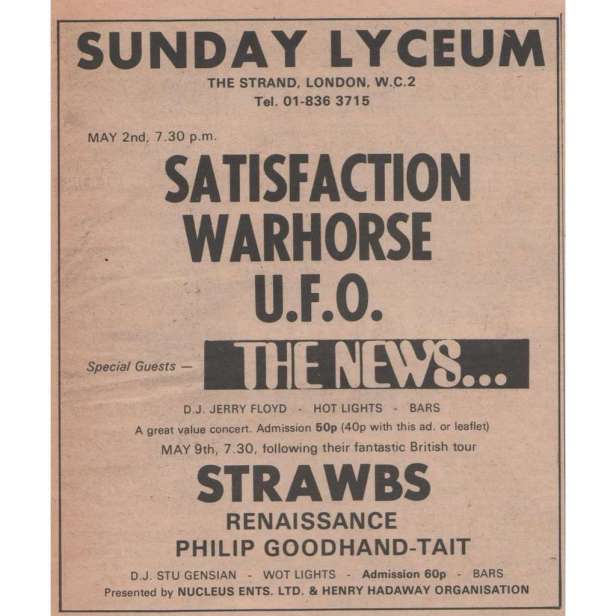 SUNDAY LYCEUM
THE STRAND, LONDON, W.C.2
Tel. 01-836 3715
MAY 2nd, 7.30 p.m.
SATISFACTION
WARHORSE
U.F.O.
Special Guests — THE NEWS...
D.J. JERRY FLOYD - HOT LIGHTS - BARS
A great value concert. Admission 50p (40p with this ad. or leaflet)
MAY 9th, 7.30, following their fantastic British tour
STRAWBS
RENAISSANCE
PHILIP GOODHAND-TAIT
D.J. STU GENSIAN - WOT LIGHTS - Admission 60p - BARS
Presented by NUCLEUS ENTS. LTD. & HENRY HADAWAY ORGANISATION